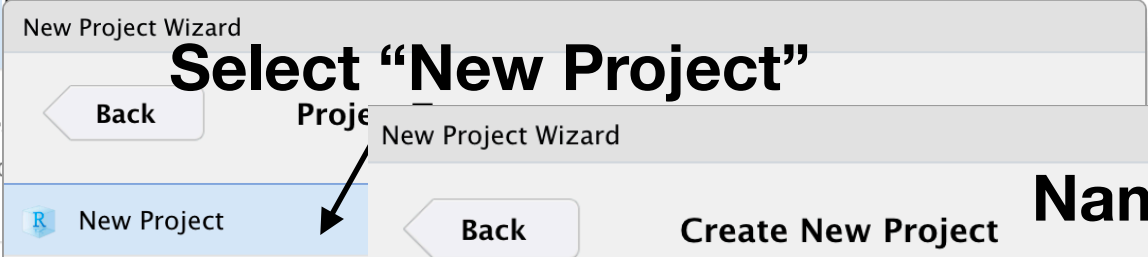 New Project Wizard
Select “New Project”
Back
New Project Wizard
R New Project
Back
Create New Project